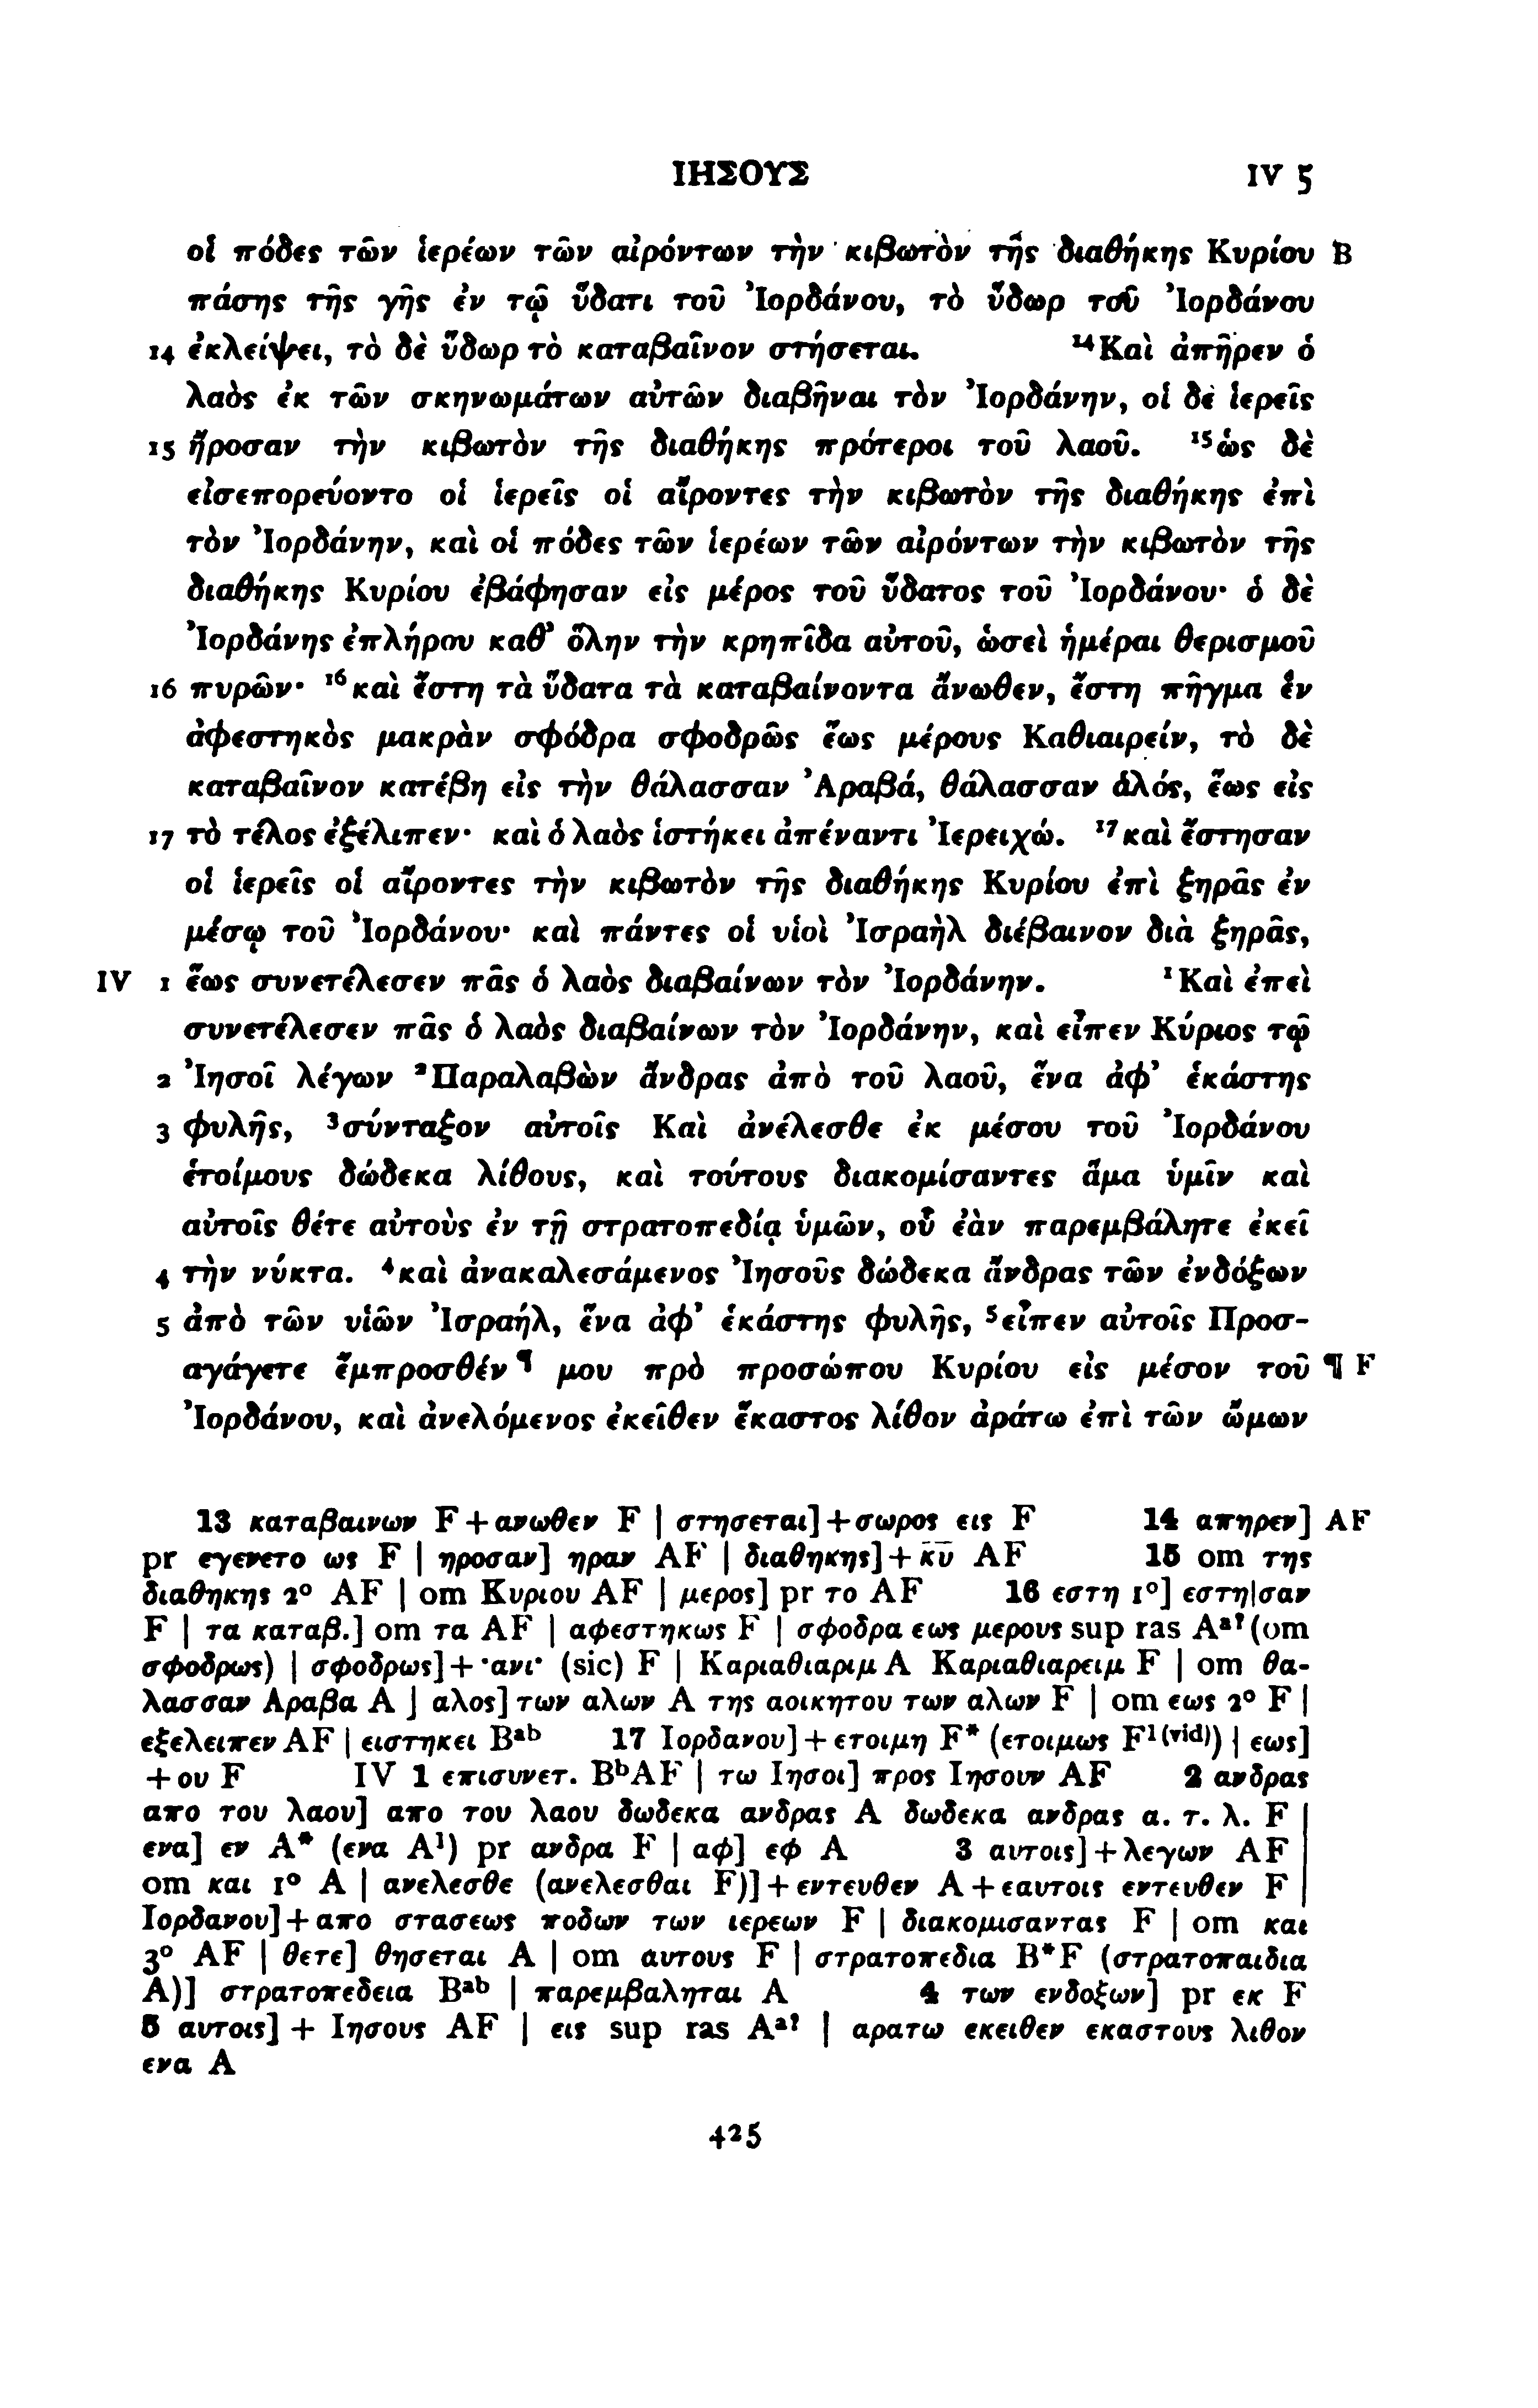 ΙΗΣΟΥΣ IV 5
οἱ πόδες τῶν ἱερέων τῶν αἰρόντων τὴν κιβωτὸν τῆς διαθήκης Κυρίου B
πάσης τῆς γῆς ἐν τῷ ὕδατι τοῦ Ἰορδάνου, τὸ ὕδωρ τοῦ Ἰορδάνου
14 ἐκλείψει, τὸ δὲ ὕδωρ τὸ καταβαῖνον στήσεται. ¹⁴Καὶ ἀπῆρεν ὁ
λαὸς ἐκ τῶν σκηνωμάτων αὐτῶν διαβῆναι τὸν Ἰορδάνην, οἱ δὲ ἱερεῖς
15 ἤροσαν τὴν κιβωτὸν τῆς διαθήκης πρότεροι τοῦ λαοῦ. ¹⁵ὡς δὲ
εἰσεπορεύοντο οἱ ἱερεῖς οἱ αἴροντες τὴν κιβωτὸν τῆς διαθήκης ἐπὶ
τὸν Ἰορδάνην, καὶ οἱ πόδες τῶν ἱερέων τῶν αἰρόντων τὴν κιβωτὸν τῆς
διαθήκης Κυρίου ἐβάφησαν εἰς μέρος τοῦ ὕδατος τοῦ Ἰορδάνου· ὁ δὲ
Ἰορδάνης ἐπλήρου καθ᾽ ὅλην τὴν κρηπῖδα αὐτοῦ, ὡσεὶ ἡμέραι θερισμοῦ
16 πυρῶν· ¹⁶καὶ ἔστη τὰ ὕδατα τὰ καταβαίνοντα ἄνωθεν, ἔστη πῆγμα ἓν
ἀφεστηκὸς μακρὰν σφόδρα σφοδρῶς ἕως μέρους Καθιαιρείν, τὸ δὲ
καταβαῖνον κατέβη εἰς τὴν θάλασσαν Ἀραβά, θάλασσαν ἁλός, ἕως εἰς
17 τὸ τέλος ἐξέλιπεν· καὶ ὁ λαὸς ἱστήκει ἀπέναντι Ἰερειχώ. ¹⁷καὶ ἔστησαν
οἱ ἱερεῖς οἱ αἴροντες τὴν κιβωτὸν τῆς διαθήκης Κυρίου ἐπὶ ξηρᾶς ἐν
μέσῳ τοῦ Ἰορδάνου· καὶ πάντες οἱ υἱοὶ Ἰσραὴλ διέβαινον διὰ ξηρᾶς,
IV 1 ἕως συνετέλεσεν πᾶς ὁ λαὸς διαβαίνων τὸν Ἰορδάνην. ¹Καὶ ἐπεὶ
συνετέλεσεν πᾶς ὁ λαὸς διαβαίνων τὸν Ἰορδάνην, καὶ εἶπεν Κύριος τῷ
2 Ἰησοῖ λέγων ²Παραλαβὼν ἄνδρας ἀπὸ τοῦ λαοῦ, ἕνα ἀφ᾽ ἑκάστης
3 φυλῆς, ³σύνταξον αὐτοῖς Καὶ ἀνέλεσθε ἐκ μέσου τοῦ Ἰορδάνου
ἑτοίμους δώδεκα λίθους, καὶ τούτους διακομίσαντες ἅμα ὑμῖν καὶ
αὐτοῖς θέτε αὐτοὺς ἐν τῇ στρατοπεδίᾳ ὑμῶν, οὗ ἐὰν παρεμβάλητε ἐκεῖ
4 τὴν νύκτα. ⁴καὶ ἀνακαλεσάμενος Ἰησοῦς δώδεκα ἄνδρας τῶν ἐνδόξων
5 ἀπὸ τῶν υἱῶν Ἰσραήλ, ἕνα ἀφ᾽ ἑκάστης φυλῆς, ⁵εἶπεν αὐτοῖς Προσ-
αγάγετε ἔμπροσθέν ¶ μου πρὸ προσώπου Κυρίου εἰς μέσον τοῦ ¶ F
Ἰορδάνου, καὶ ἀνελόμενος ἐκεῖθεν ἕκαστος λίθον ἀράτω ἐπὶ τῶν ὤμων
13 καταβαινων F + ανωθεν F | στησεται] + σωρος εις F 14 απηρεν] AF
pr εγενετο ως F | ηροσαν] ηραν AF | διαθηκης] + κ̅υ̅ AF 15 om της
διαθηκης 2° AF | om Κυριου AF | μερος] pr το AF 16 εστη 1°] εστη|σαν
F | τα καταβ.] om τα AF | αφεστηκως F | σφοδρα εως μερους sup ras Aᵃ? (om
σφοδρως) | σφοδρως] + ·ανι· (sic) F | Καριαθιαριμ A Καριαθιαρειμ F | om θα-
λασσαν Αραβα A | αλος] των αλων A της αοικητου των αλων F | om εως 2° F |
εξελειπεν AF | ειστηκει Bᵃᵇ 17 Ιορδανου] + ετοιμη F* (ετοιμως F¹⁽ᵛⁱᵈ⁾) | εως]
+ ου F IV 1 επισυνετ. BᵇAF | τω Ιησοι] προς Ιησουν AF 2 ανδρας
απο του λαου] απο του λαου δωδεκα ανδρας A δωδεκα ανδρας α. τ. λ. F |
ενα] εν A* (ενα A¹) pr ανδρα F | αφ] εφ A 3 αυτοις] + λεγων AF |
om και 1° A | ανελεσθε (ανελεσθαι F)] + εντευθεν A + εαυτοις εντευθεν F |
Ιορδανου] + απο στασεως ποδων των ιερεων F | διακομισαντας F | om και
3° AF | θετε] θησεται A | om αυτους F | στρατοπεδια B*F (στρατοπαιδια
A)] στρατοπεδεια Bᵃᵇ | παρεμβαληται A 4 των ενδοξων] pr εκ F
5 αυτοις] + Ιησους AF | εις sup ras Aᵃ? | αρατω εκειθεν εκαστους λιθον
ενα A
425